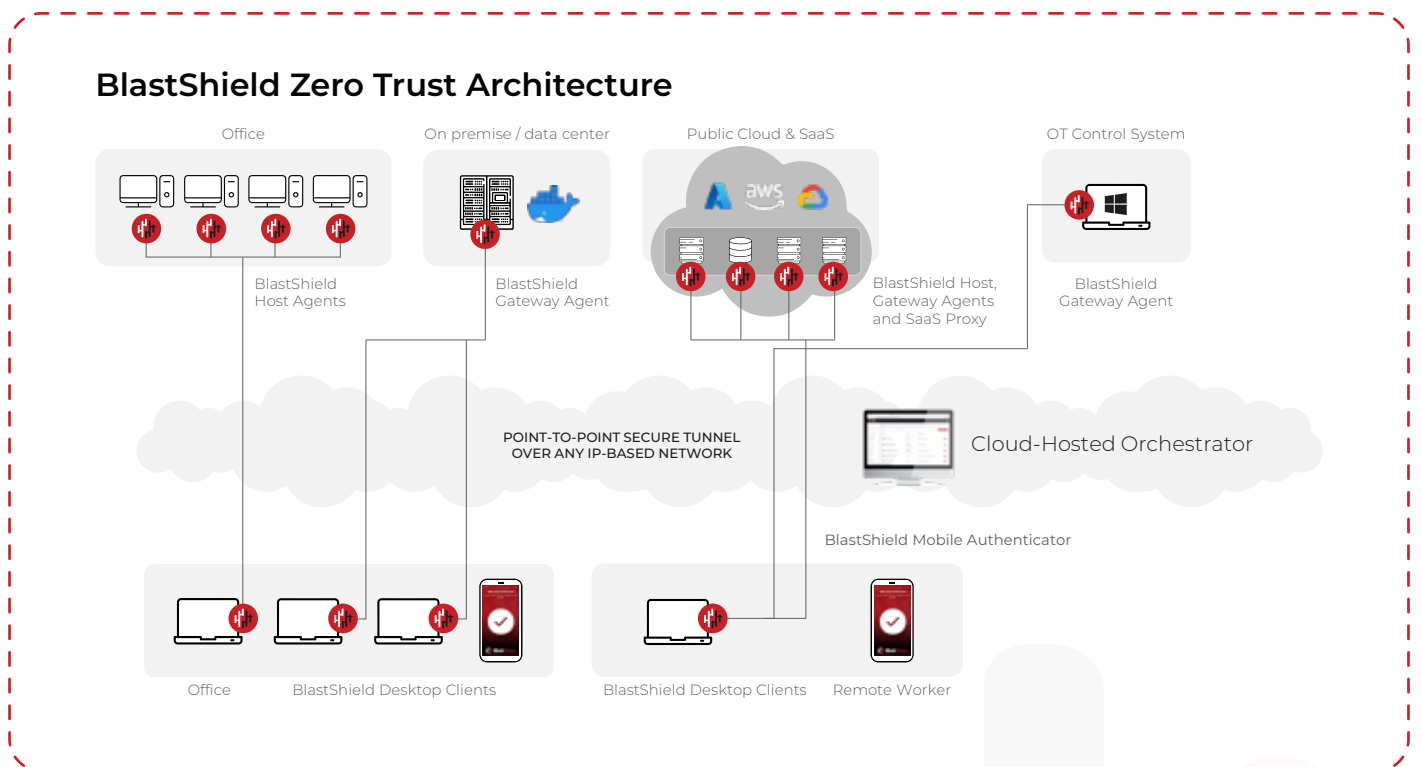 BlastShield Zero Trust Architecture
Office
On premise / data center
Public Cloud & SaaS
OT Control System
aws
BlastShield
Host Agents
BlastShield
Gateway Agent
BlastShield Host,
Gateway Agents
and SaaS Proxy
BlastShield
Gateway Agent
POINT-TO-POINT SECURE TUNNEL
OVER ANY IP-BASED NETWORK
Cloud-Hosted Orchestrator
BlastShield Mobile Authenticator
Office
BlastShield Desktop Clients
BlastShield Desktop Clients
Remote Worker